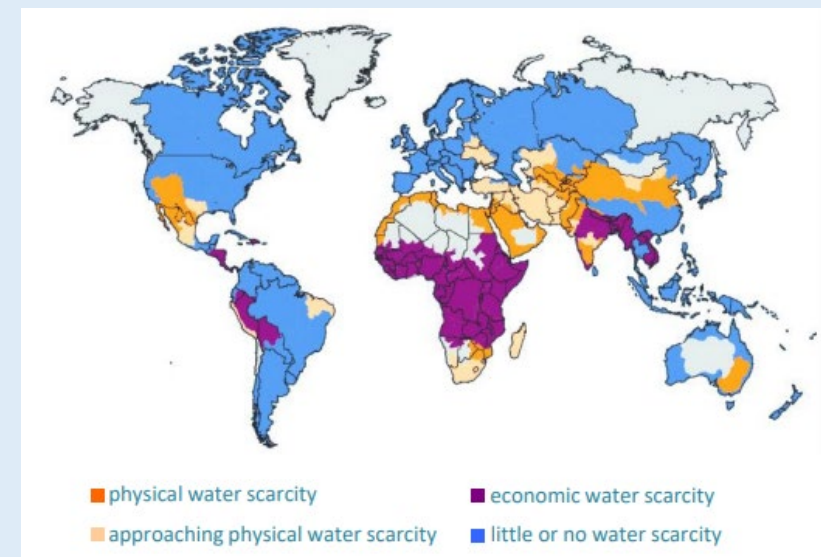 physical water scarcity
economic water scarcity
approaching physical water scarcity
little or no water scarcity